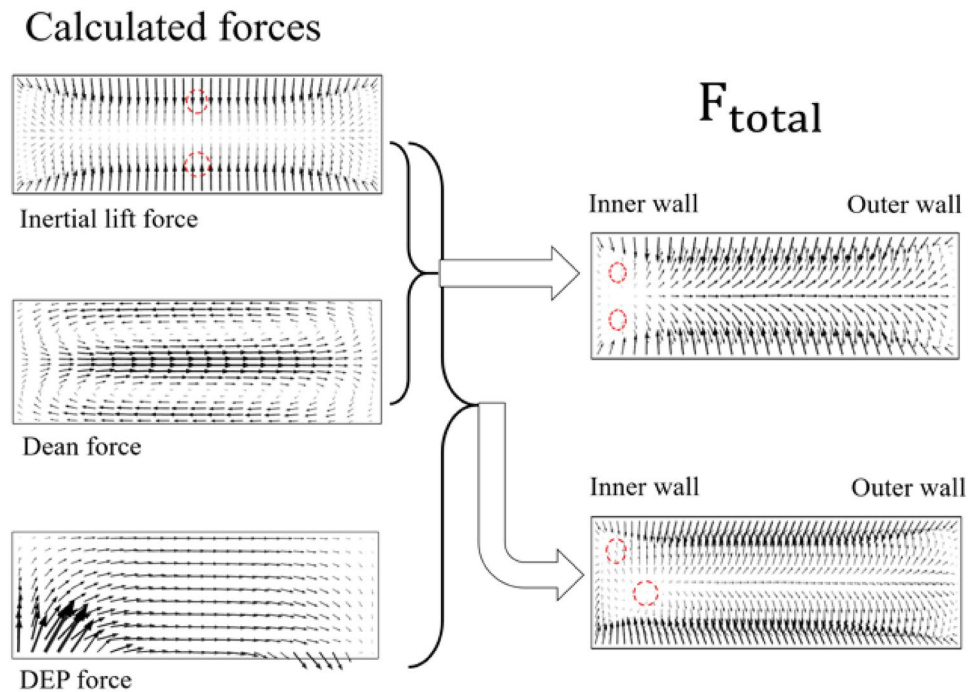 Calculated forces
Inertial lift force
Dean force
DEP force
F_total
Inner wall Outer wall
Inner wall Outer wall